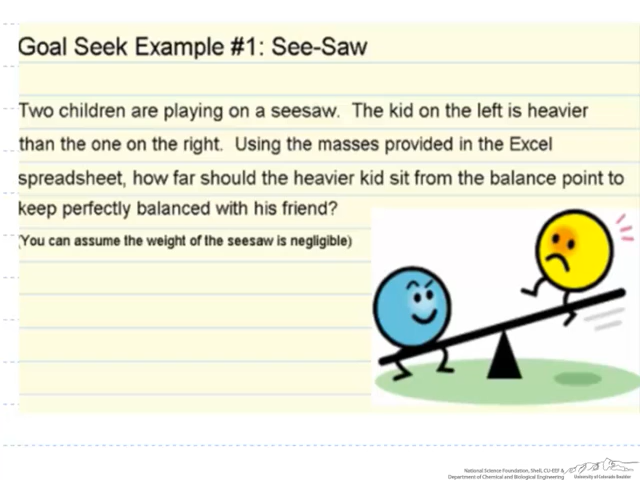 Goal Seek Example #1: See-Saw
Two children are playing on a seesaw. The kid on the left is heavier
than the one on the right. Using the masses provided in the Excel
spreadsheet, how far should the heavier kid sit from the balance point to
keep perfectly balanced with his friend?
(You can assume the weight of the seesaw is negligible)
National Science Foundation, Shell, CU-EEF &
Department of Chemical and Biological Engineering
University of Colorado Boulder